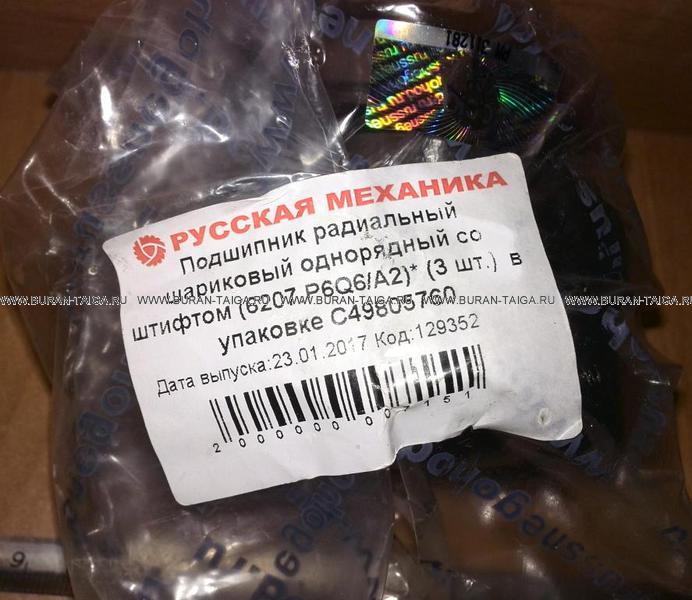 РУССКАЯ МЕХАНИКА
Подшипник радиальный
шариковый однорядный со
штифтом (6207 P6Q6/A2)* (3 шт.) в
упаковке С49803760
Дата выпуска:23.01.2017 Код:129352
WWW.BURAN-TAIGA.RU WWW.BURAN-TAIGA.RU WWW.BURAN-TAIGA.RU WWW.BURAN-TAIGA.RU WWW.BURAN-TAIGA.RU